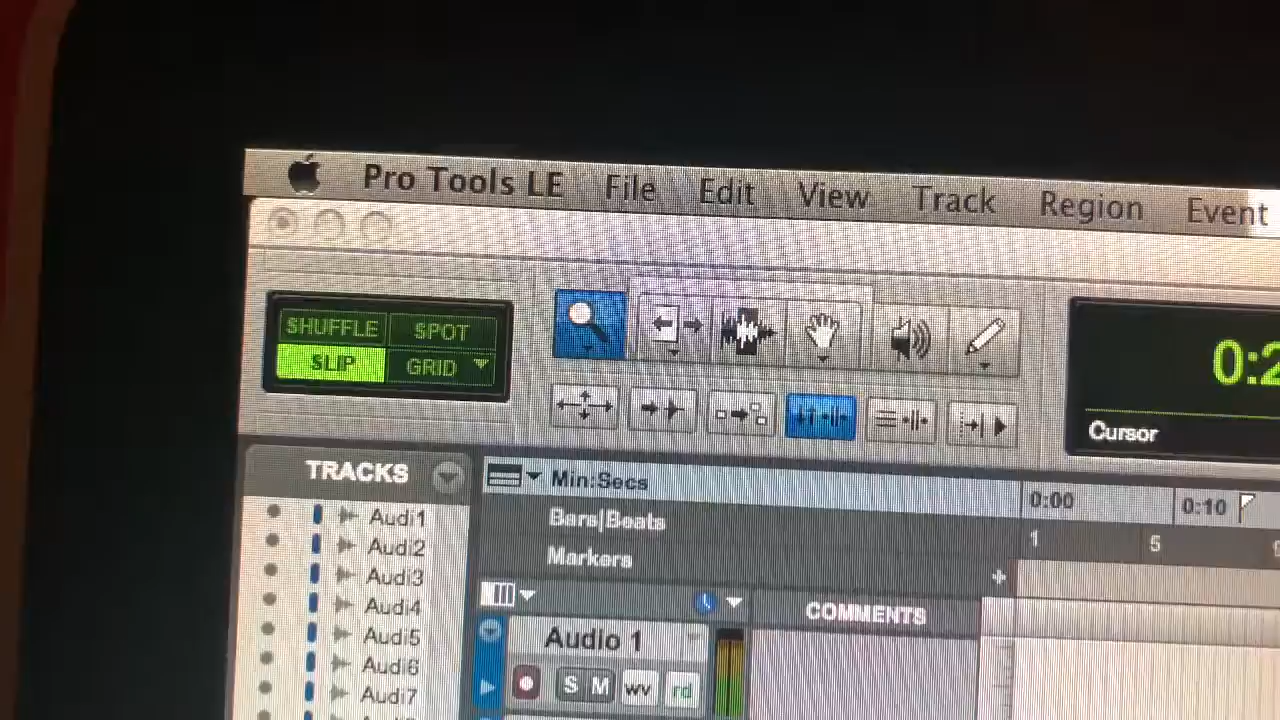 Pro Tools LE File Edit View Track Region Event
SHUFFLE SPOT
SLIP GRID
0:2
Cursor
TRACKS
Min:Secs 0:00 0:10
Bars|Beats 1 5
Markers
COMMENTS
Audi1
Audi2
Audi3
Audi4
Audi5
Audi6
Audi7
Audio 1
S M wv rd